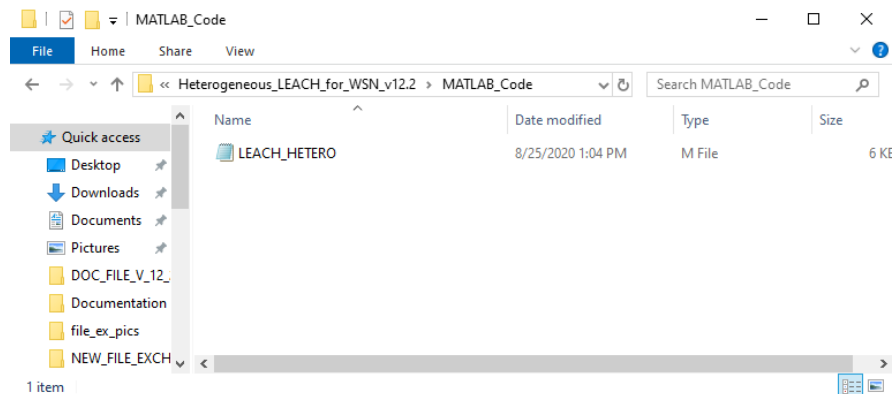 MATLAB_Code
File Home Share View
« Heterogeneous_LEACH_for_WSN_v12.2 › MATLAB_Code Search MATLAB_Code
Name Date modified Type Size
Quick access
LEACH_HETERO 8/25/2020 1:04 PM M File 6 KE
Desktop
Downloads
Documents
Pictures
DOC_FILE_V_12_
Documentation
file_ex_pics
NEW_FILE_EXCH
1 item